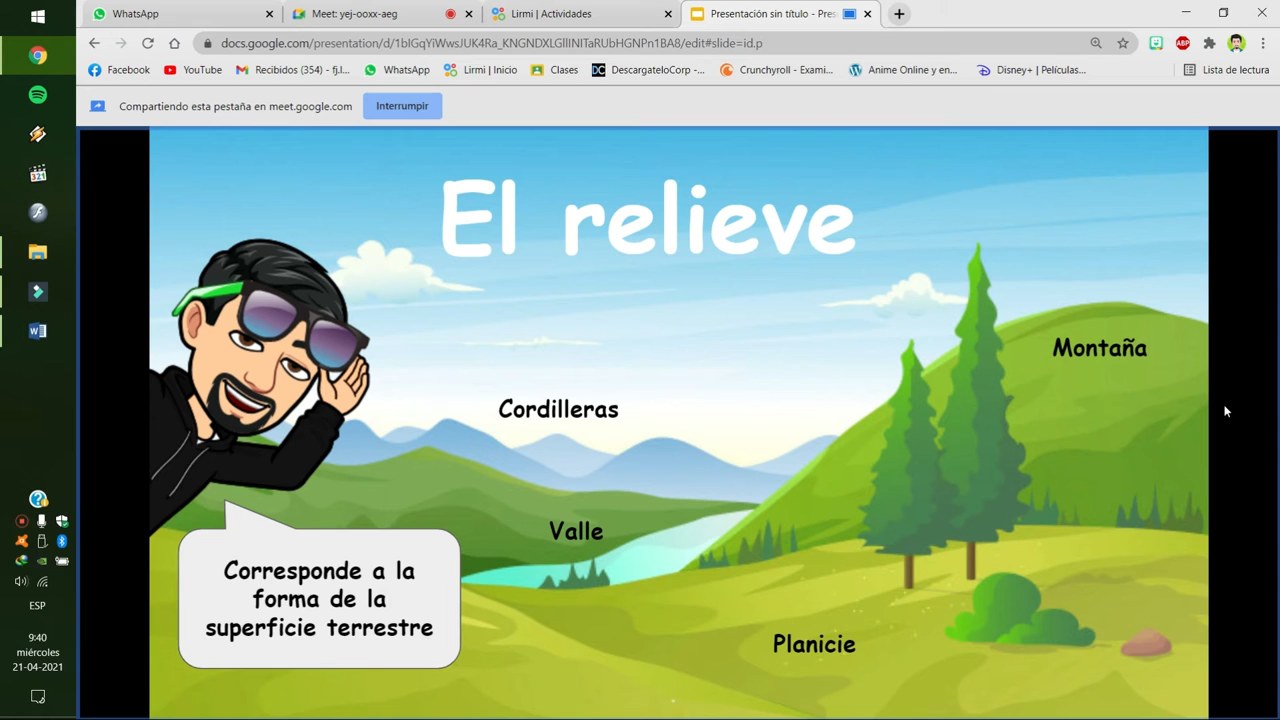 WhatsApp
Meet: yej-ooxx-aeg
Lirmi | Actividades
Presentación sin título - Pres
docs.google.com/presentation/d/1bIGqYiWwsJUK4Ra_KNGNDXLGllINITaRUbHGNPn1BA8/edit#slide=id.p
Facebook
YouTube
Recibidos (354) - fj.l...
WhatsApp
Lirmi | Inicio
Clases
DescargateloCorp -...
Crunchyroll - Exami...
Anime Online y en...
Disney+ | Películas...
Lista de lectura
Compartiendo esta pestaña en meet.google.com
Interrumpir
El relieve
Montaña
Cordilleras
Valle
Corresponde a la
forma de la
superficie terrestre
Planicie
ESP
9:40
miércoles
21-04-2021